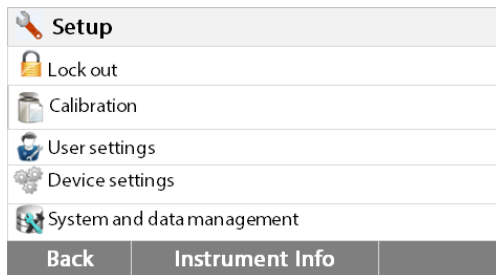 Setup
Lock out
Calibration
User settings
Device settings
System and data management
Back Instrument Info